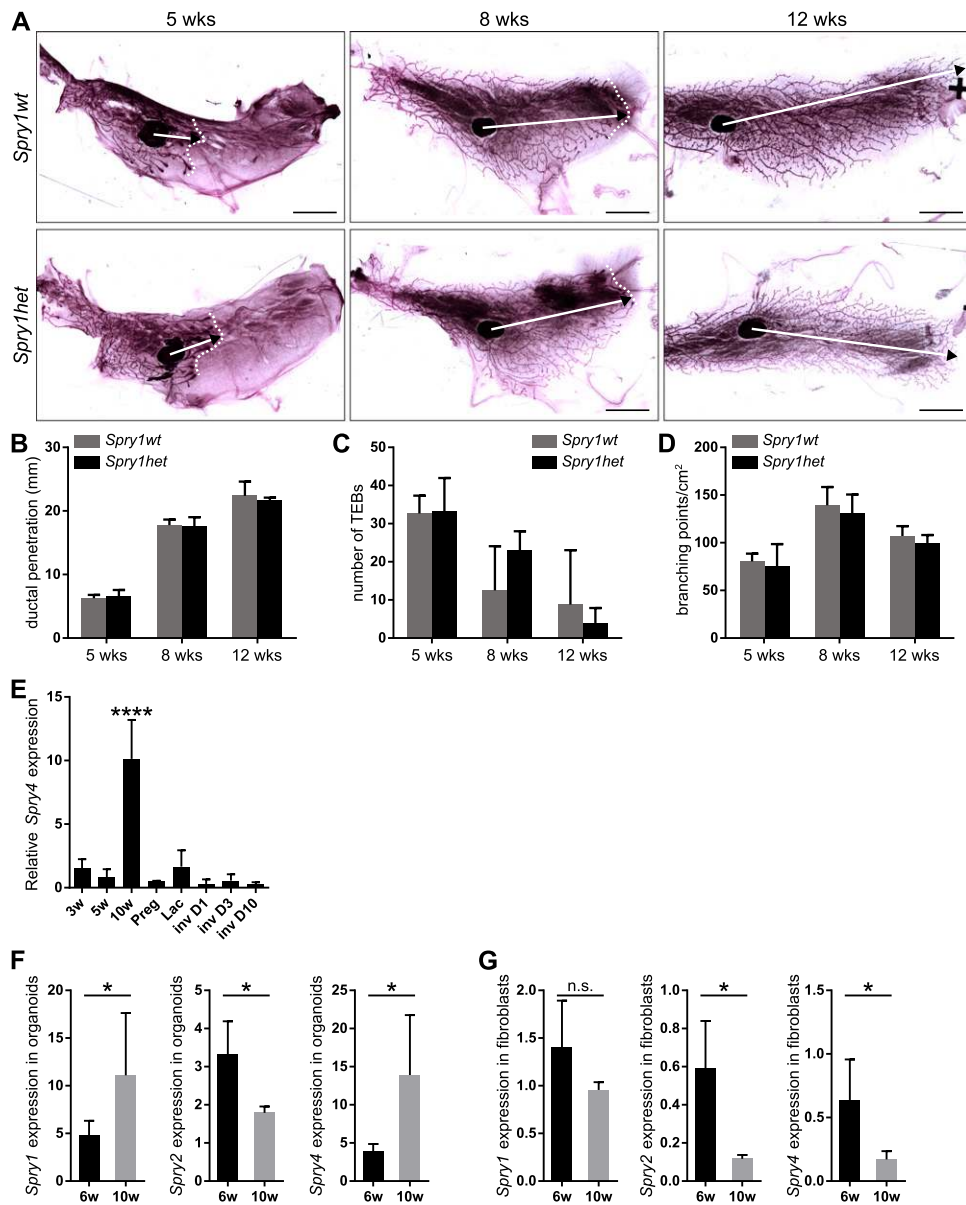 A
5 wks
8 wks
12 wks
Spry1wt
Spry1het
B
Spry1wt
Spry1het
ductal penetration (mm)
30
20
10
0
5 wks
8 wks
12 wks
C
Spry1wt
Spry1het
number of TEBs
50
40
30
20
10
0
5 wks
8 wks
12 wks
D
Spry1wt
Spry1het
branching points/cm²
200
150
100
50
0
5 wks
8 wks
12 wks
E
Relative Spry4 expression
15
10
5
0
****
3w
5w
10w
Preg
Lac
inv D1
inv D3
inv D10
F
Spry1 expression in organoids
20
15
10
5
0
*
6w
10w
Spry2 expression in organoids
5
4
3
2
1
0
*
6w
10w
Spry4 expression in organoids
25
20
15
10
5
0
*
6w
10w
G
Spry1 expression in fibroblasts
2.0
1.5
1.0
0.5
0.0
n.s.
6w
10w
Spry2 expression in fibroblasts
1.0
0.8
0.6
0.4
0.2
0.0
*
6w
10w
Spry4 expression in fibroblasts
1.5
1.0
0.5
0.0
*
6w
10w